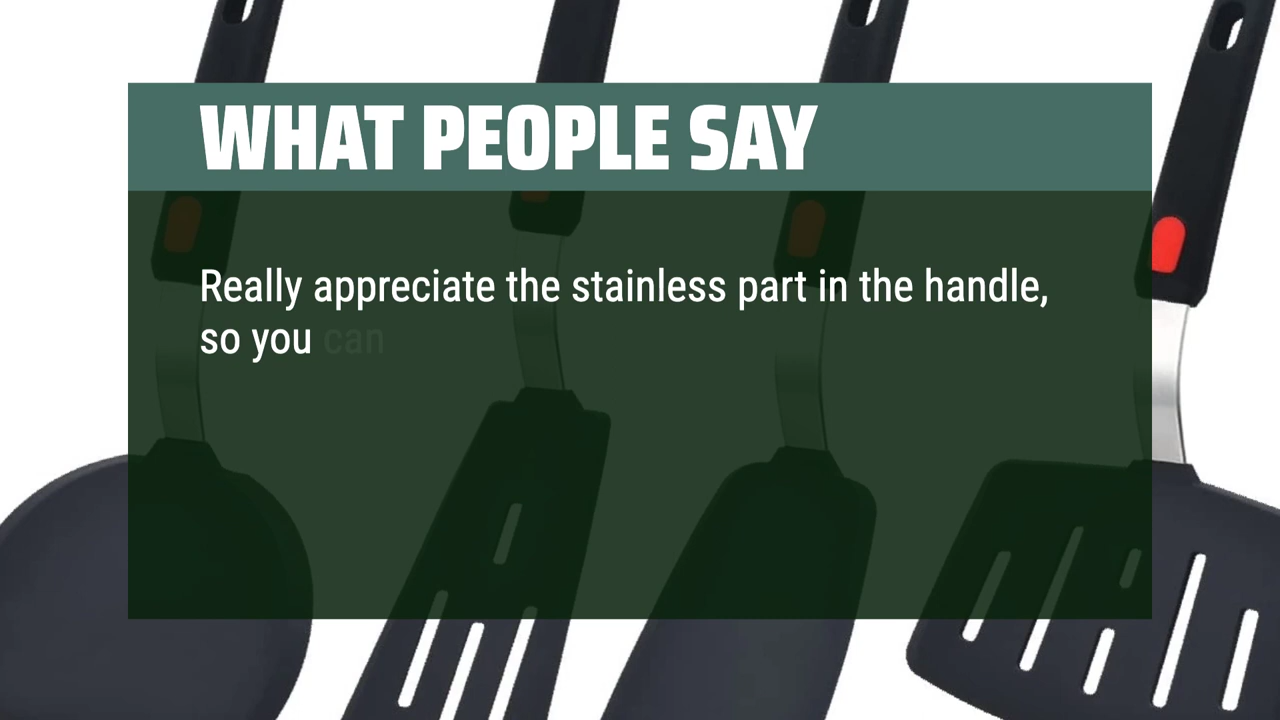 WHAT PEOPLE SAY
Really appreciate the stainless part in the handle,
so you can